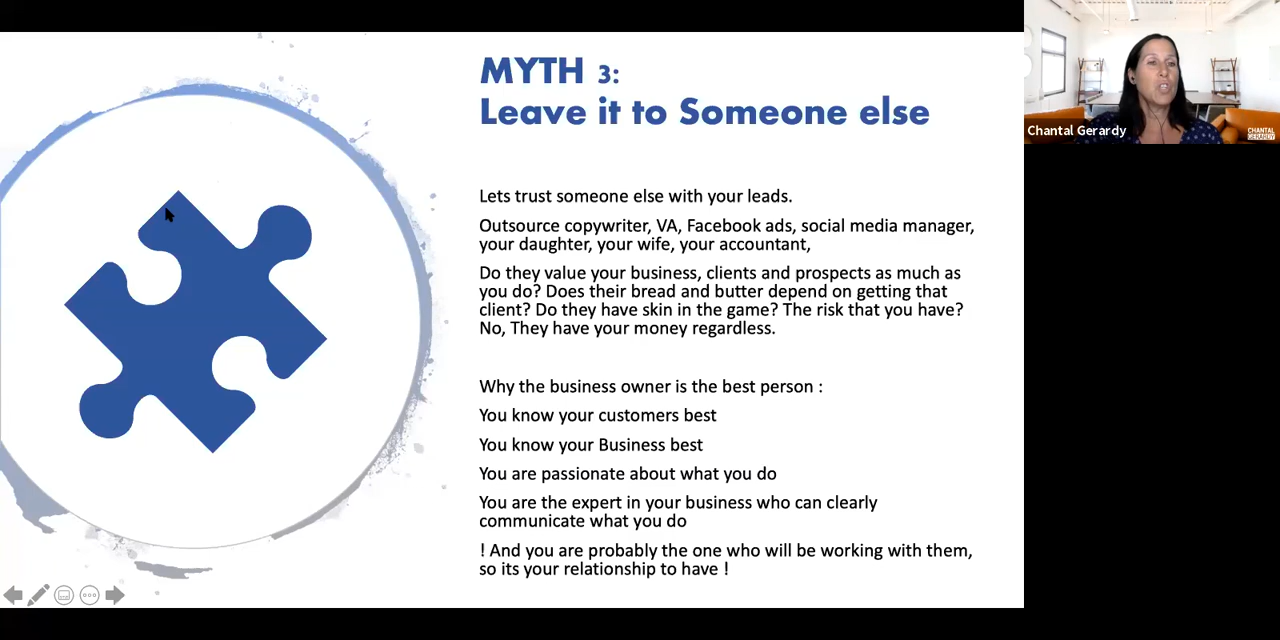 MYTH 3:
Leave it to Someone else
Lets trust someone else with your leads.
Outsource copywriter, VA, Facebook ads, social media manager,
your daughter, your wife, your accountant,
Do they value your business, clients and prospects as much as
you do? Does their bread and butter depend on getting that
client? Do they have skin in the game? The risk that you have?
No, They have your money regardless.
Why the business owner is the best person :
You know your customers best
You know your Business best
You are passionate about what you do
You are the expert in your business who can clearly
communicate what you do
! And you are probably the one who will be working with them,
so its your relationship to have !
Chantal Gerardy
CHANTAL
GERARDY